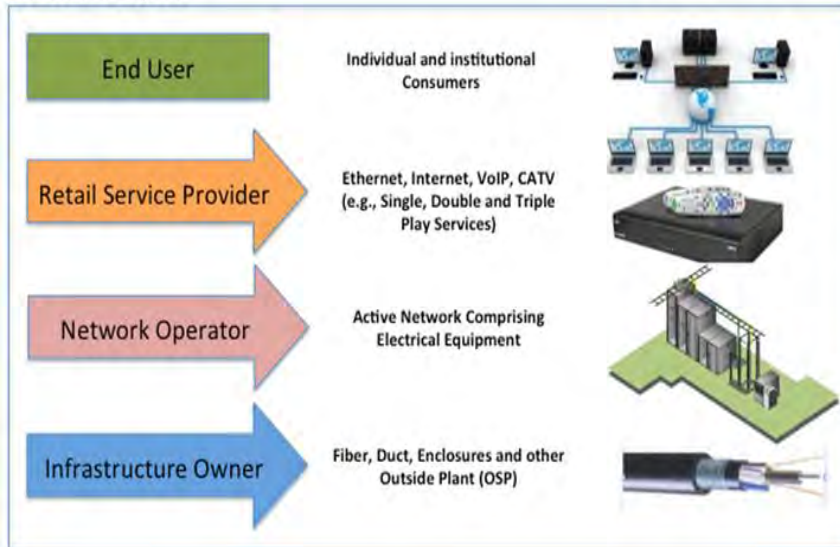 End User
Individual and institutional
Consumers
Retail Service Provider
Ethernet, Internet, VoIP, CATV
(e.g., Single, Double and Triple
Play Services)
Network Operator
Active Network Comprising
Electrical Equipment
Infrastructure Owner
Fiber, Duct, Enclosures and other
Outside Plant (OSP)